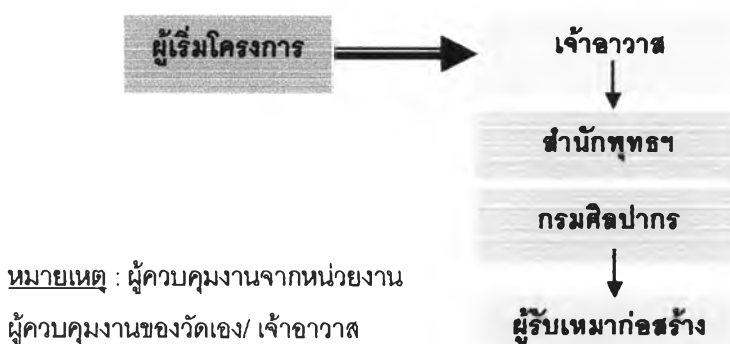 ผู้เริ่มโครงการ
เจ้าอาวาส
สำนักพุทธฯ
กรมศิลปากร
ผู้รับเหมาก่อสร้าง
หมายเหตุ : ผู้ควบคุมงานจากหน่วยงาน
ผู้ควบคุมงานของวัดเอง/ เจ้าอาวาส